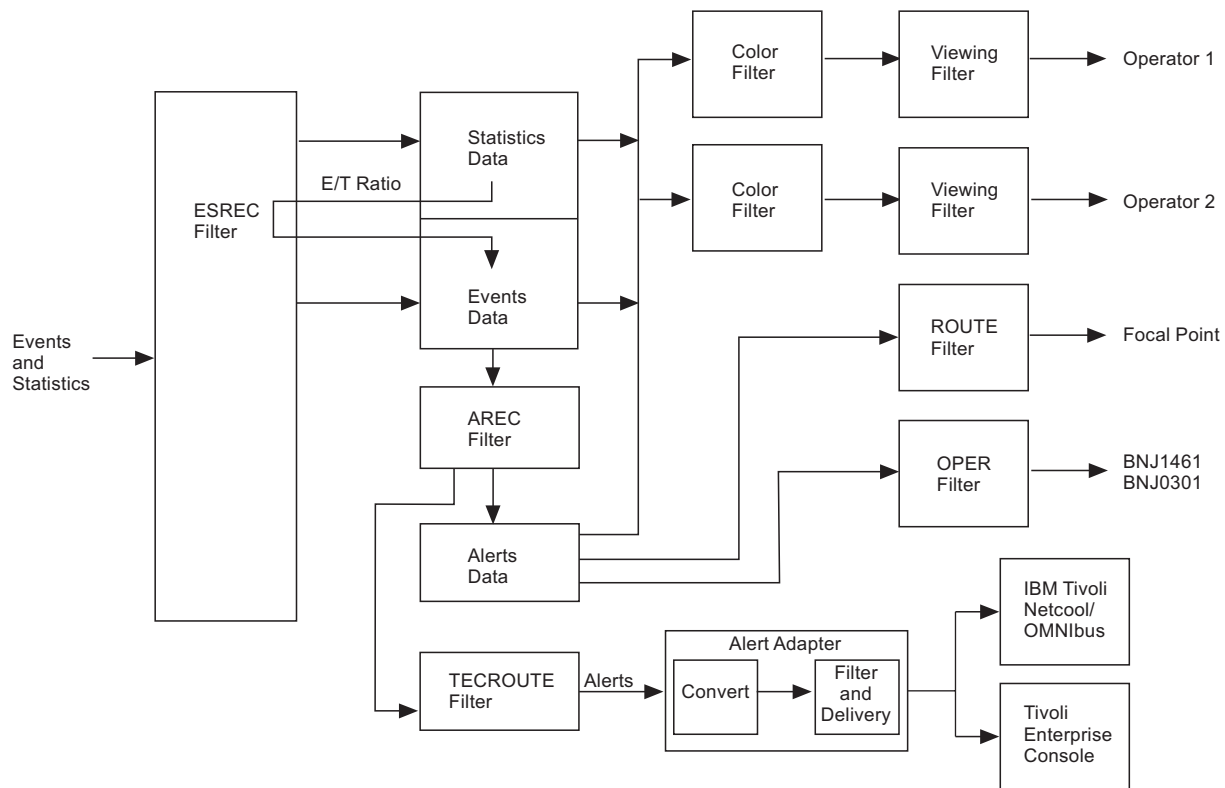 Events
and
Statistics
ESREC
Filter
E/T Ratio
Statistics
Data
Events
Data
AREC
Filter
Alerts
Data
TECROUTE
Filter
Alerts
Color
Filter
Viewing
Filter
Operator 1
Color
Filter
Viewing
Filter
Operator 2
ROUTE
Filter
Focal Point
OPER
Filter
BNJ1461
BNJ0301
Alert Adapter
Convert
Filter
and
Delivery
IBM Tivoli
Netcool/
OMNIbus
Tivoli
Enterprise
Console